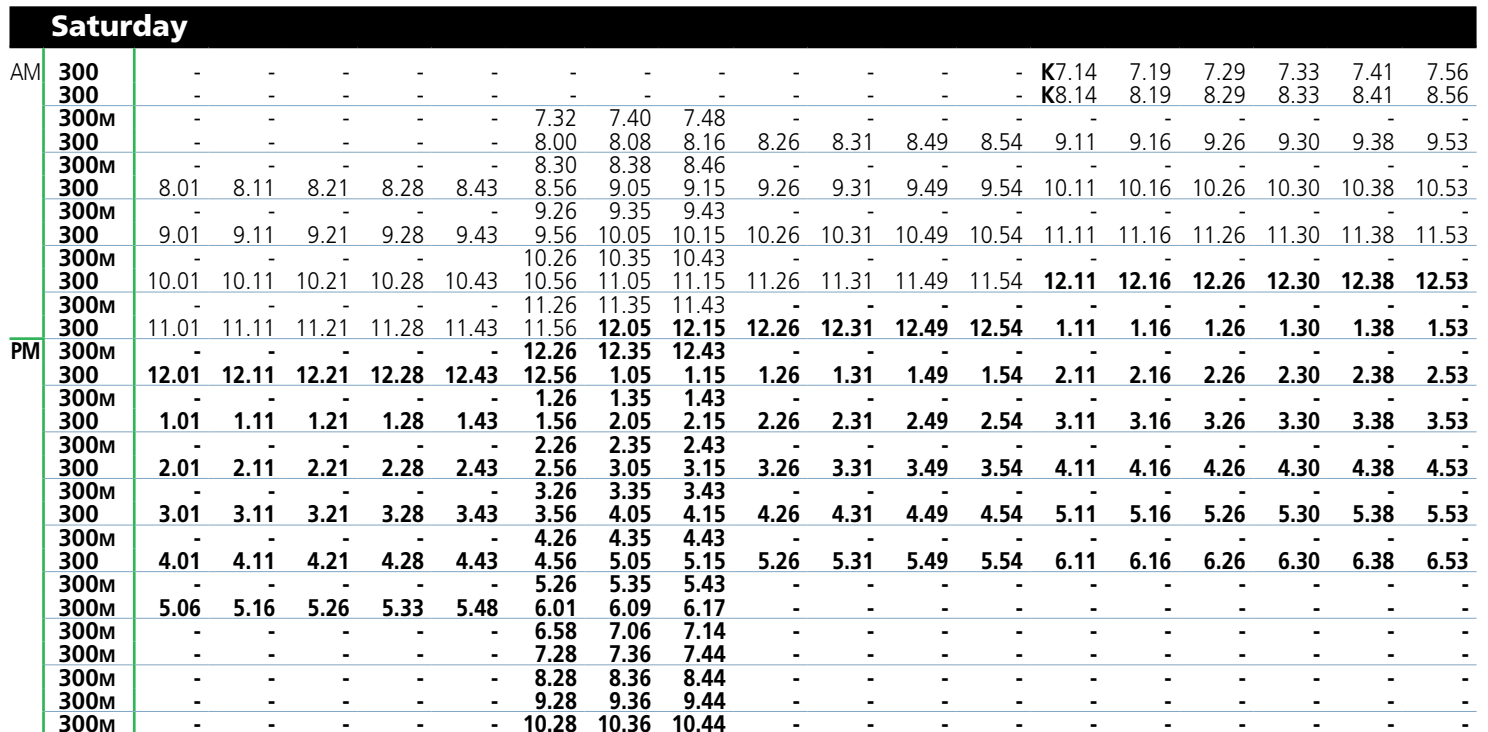 Saturday
AM 300 - - - - - - - - - - - - K7.14 7.19 7.29 7.33 7.41 7.56
300 - - - - - - - - - - - - K8.14 8.19 8.29 8.33 8.41 8.56
300M - - - - - 7.32 7.40 7.48 - - - - - - - - - -
300 - - - - - 8.00 8.08 8.16 8.26 8.31 8.49 8.54 9.11 9.16 9.26 9.30 9.38 9.53
300M - - - - - 8.30 8.38 8.46 - - - - - - - - - -
300 8.01 8.11 8.21 8.28 8.43 8.56 9.05 9.15 9.26 9.31 9.49 9.54 10.11 10.16 10.26 10.30 10.38 10.53
300M - - - - - 9.26 9.35 9.43 - - - - - - - - - -
300 9.01 9.11 9.21 9.28 9.43 9.56 10.05 10.15 10.26 10.31 10.49 10.54 11.11 11.16 11.26 11.30 11.38 11.53
300M - - - - - 10.26 10.35 10.43 - - - - - - - - - -
300 10.01 10.11 10.21 10.28 10.43 10.56 11.05 11.15 11.26 11.31 11.49 11.54 12.11 12.16 12.26 12.30 12.38 12.53
300M - - - - - 11.26 11.35 11.43 - - - - - - - - - -
300 11.01 11.11 11.21 11.28 11.43 11.56 12.05 12.15 12.26 12.31 12.49 12.54 1.11 1.16 1.26 1.30 1.38 1.53
PM 300M - - - - - 12.26 12.35 12.43 - - - - - - - - - -
300 12.01 12.11 12.21 12.28 12.43 12.56 1.05 1.15 1.26 1.31 1.49 1.54 2.11 2.16 2.26 2.30 2.38 2.53
300M - - - - - 1.26 1.35 1.43 - - - - - - - - - -
300 1.01 1.11 1.21 1.28 1.43 1.56 2.05 2.15 2.26 2.31 2.49 2.54 3.11 3.16 3.26 3.30 3.38 3.53
300M - - - - - 2.26 2.35 2.43 - - - - - - - - - -
300 2.01 2.11 2.21 2.28 2.43 2.56 3.05 3.15 3.26 3.31 3.49 3.54 4.11 4.16 4.26 4.30 4.38 4.53
300M - - - - - 3.26 3.35 3.43 - - - - - - - - - -
300 3.01 3.11 3.21 3.28 3.43 3.56 4.05 4.15 4.26 4.31 4.49 4.54 5.11 5.16 5.26 5.30 5.38 5.53
300M - - - - - 4.26 4.35 4.43 - - - - - - - - - -
300 4.01 4.11 4.21 4.28 4.43 4.56 5.05 5.15 5.26 5.31 5.49 5.54 6.11 6.16 6.26 6.30 6.38 6.53
300M - - - - - 5.26 5.35 5.43 - - - - - - - - - -
300M 5.06 5.16 5.26 5.33 5.48 6.01 6.09 6.17 - - - - - - - - - -
300M - - - - - 6.58 7.06 7.14 - - - - - - - - - -
300M - - - - - 7.28 7.36 7.44 - - - - - - - - - -
300M - - - - - 8.28 8.36 8.44 - - - - - - - - - -
300M - - - - - 9.28 9.36 9.44 - - - - - - - - - -
300M - - - - - 10.28 10.36 10.44 - - - - - - - - - -